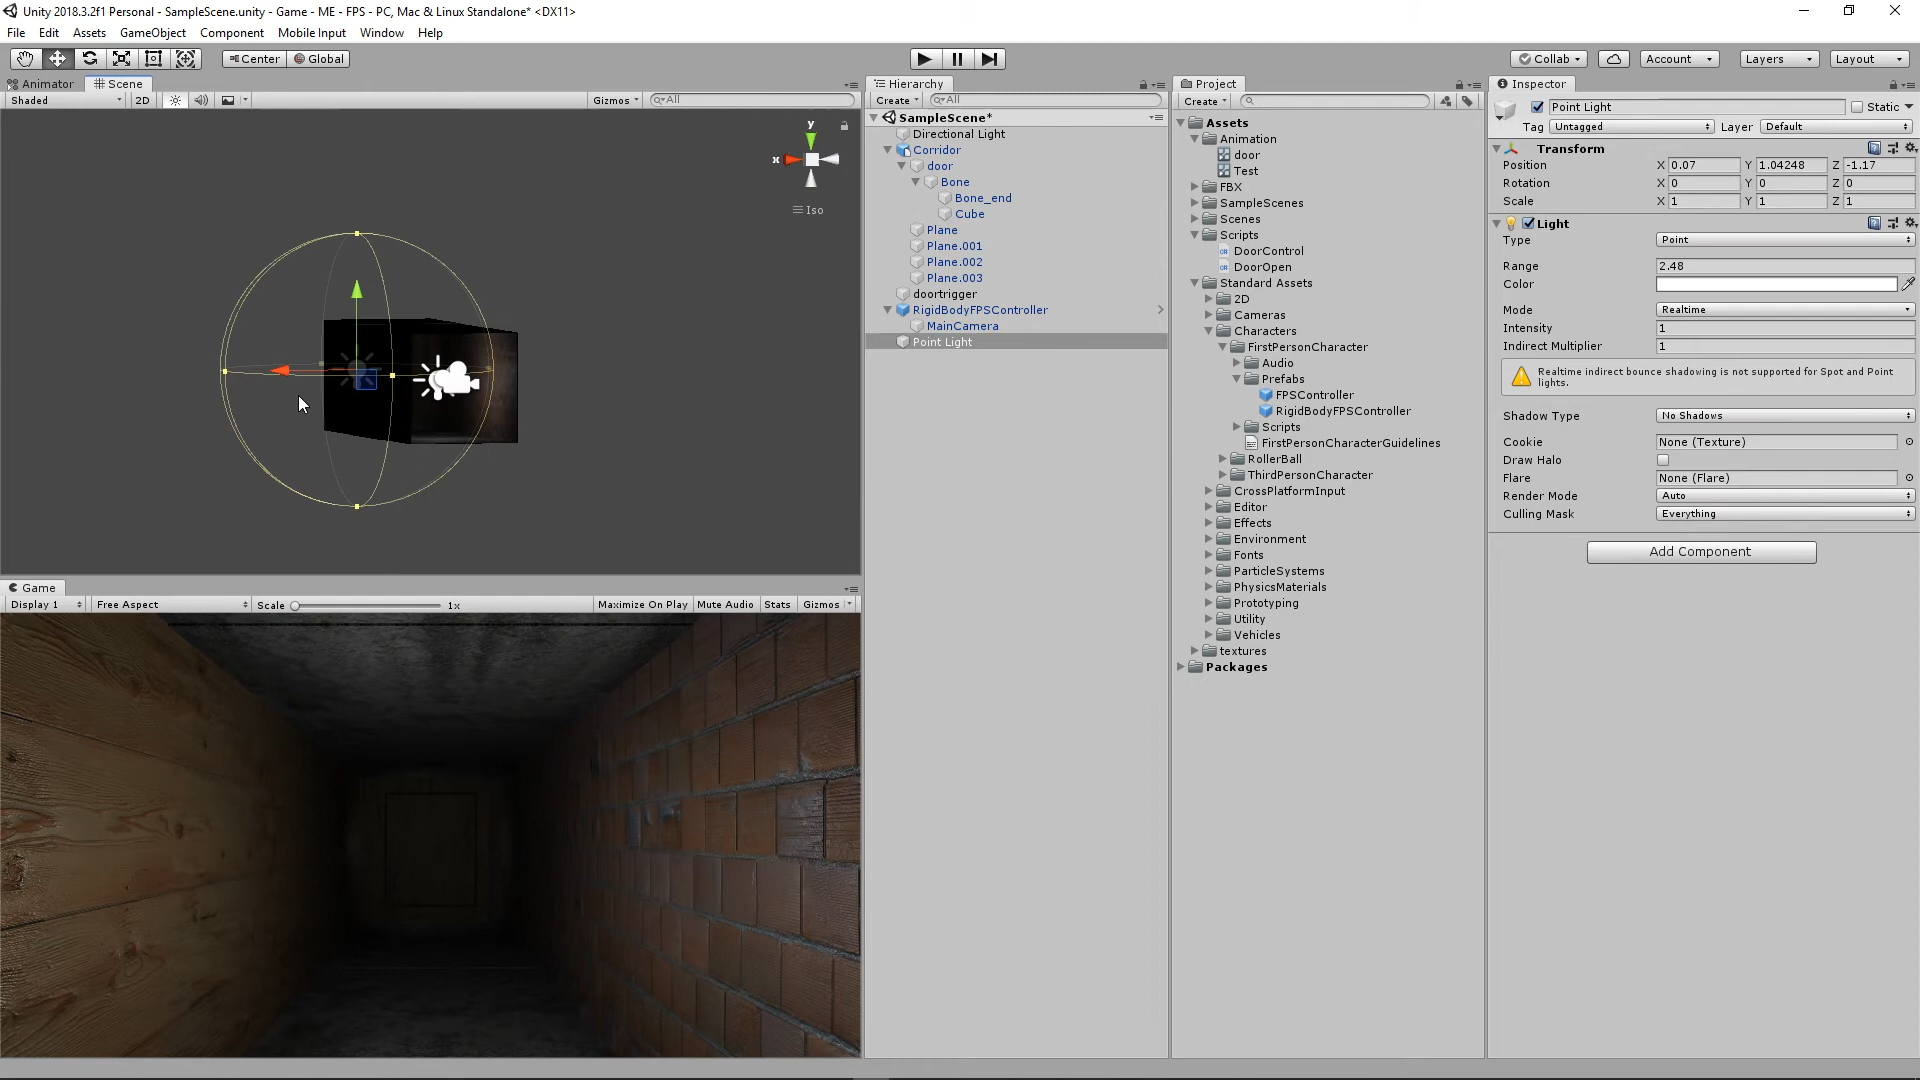 Unity 2018.3.2f1 Personal - SampleScene.unity - Game - ME - FPS - PC, Mac & Linux Standalone* <DX11>
File Edit Assets GameObject Component Mobile Input Window Help
Center Global
Collab Account Layers Layout
Animator Scene
Shaded 2D Gizmos All
y
x
Iso
Game
Display 1 Free Aspect Scale 1x Maximize On Play Mute Audio Stats Gizmos
Hierarchy
Create All
SampleScene*
Directional Light
Corridor
door
Bone
Bone_end
Cube
Plane
Plane.001
Plane.002
Plane.003
doortrigger
RigidBodyFPSController
MainCamera
Point Light
Project
Create
Assets
Animation
door
Test
FBX
SampleScenes
Scenes
Scripts
DoorControl
DoorOpen
Standard Assets
2D
Cameras
Characters
FirstPersonCharacter
Audio
Prefabs
FPSController
RigidBodyFPSController
Scripts
FirstPersonCharacterGuidelines
RollerBall
ThirdPersonCharacter
CrossPlatformInput
Editor
Effects
Environment
Fonts
ParticleSystems
PhysicsMaterials
Prototyping
Utility
Vehicles
textures
Packages
Inspector
Point Light Static
Tag Untagged Layer Default
Transform
Position X 0.07 Y 1.04248 Z -1.17
Rotation X 0 Y 0 Z 0
Scale X 1 Y 1 Z 1
Light
Type Point
Range 2.48
Color
Mode Realtime
Intensity 1
Indirect Multiplier 1
Realtime indirect bounce shadowing is not supported for Spot and Point
lights.
Shadow Type No Shadows
Cookie None (Texture)
Draw Halo
Flare None (Flare)
Render Mode Auto
Culling Mask Everything
Add Component